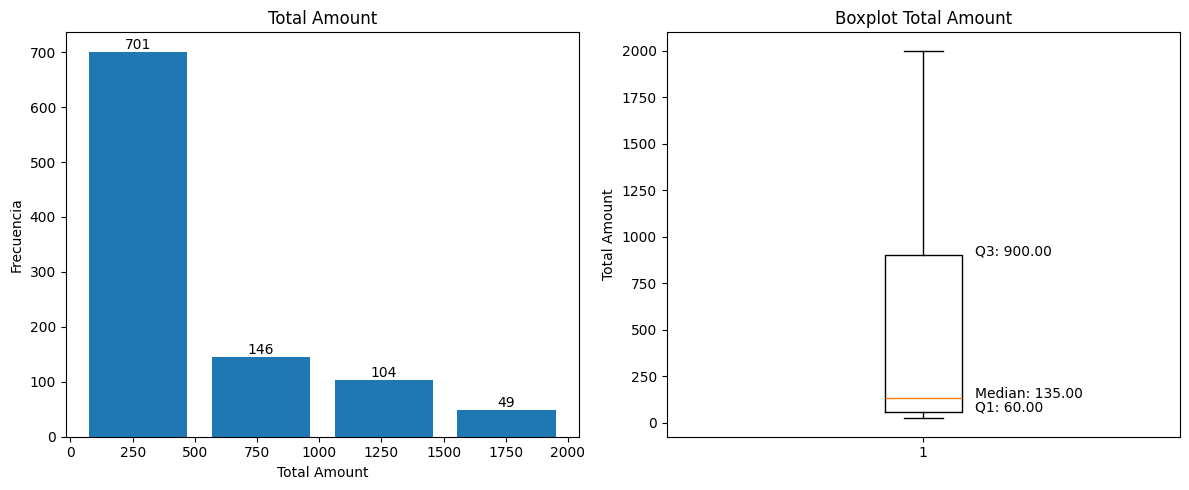 Total Amount
701
146
104
49
700
600
500
400
300
200
100
0
Frecuencia
0 250 500 750 1000 1250 1500 1750 2000
Total Amount
Boxplot Total Amount
2000
1750
1500
1250
1000
750
500
250
0
Total Amount
Q3: 900.00
Median: 135.00
Q1: 60.00
1